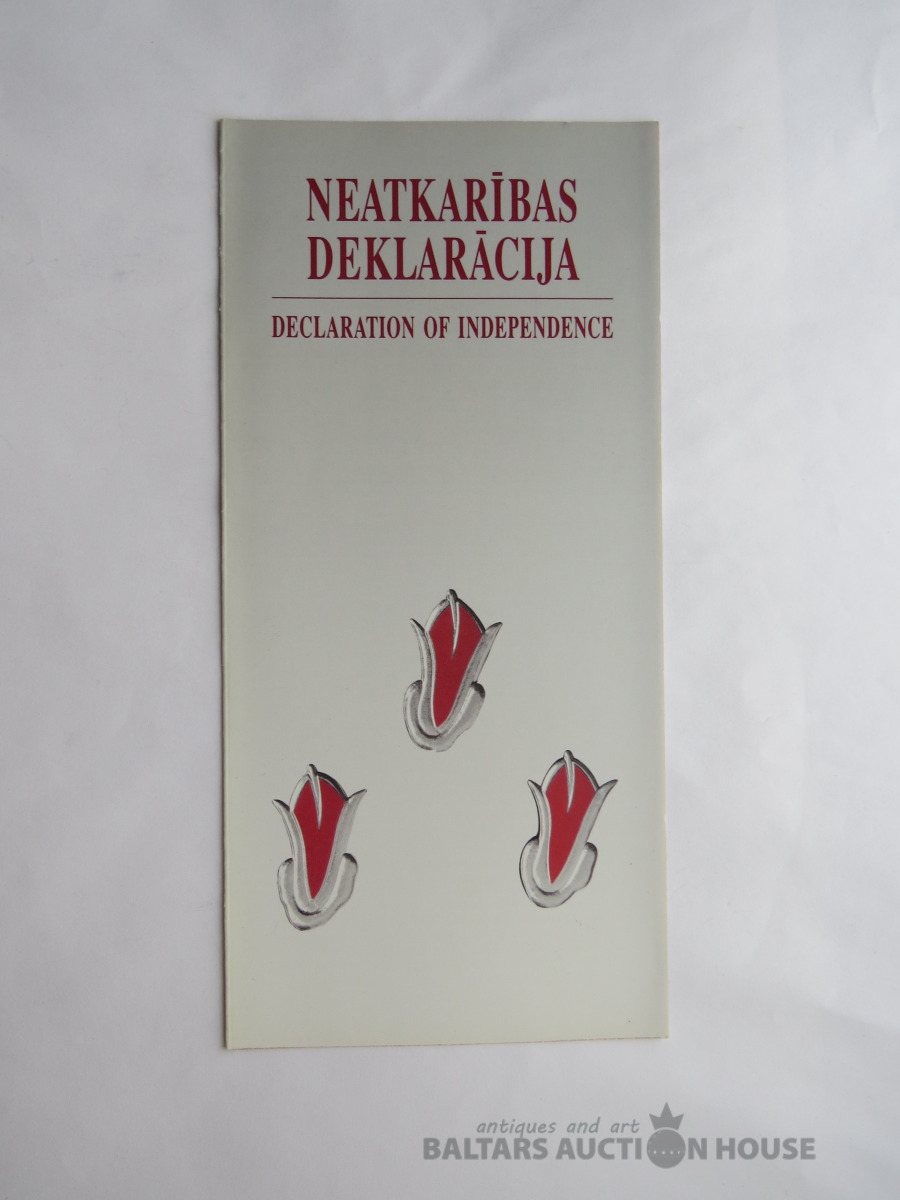 NEATKARĪBAS
DEKLARĀCIJA
DECLARATION OF INDEPENDENCE
antiques and art
BALTARS AUCTION HOUSE